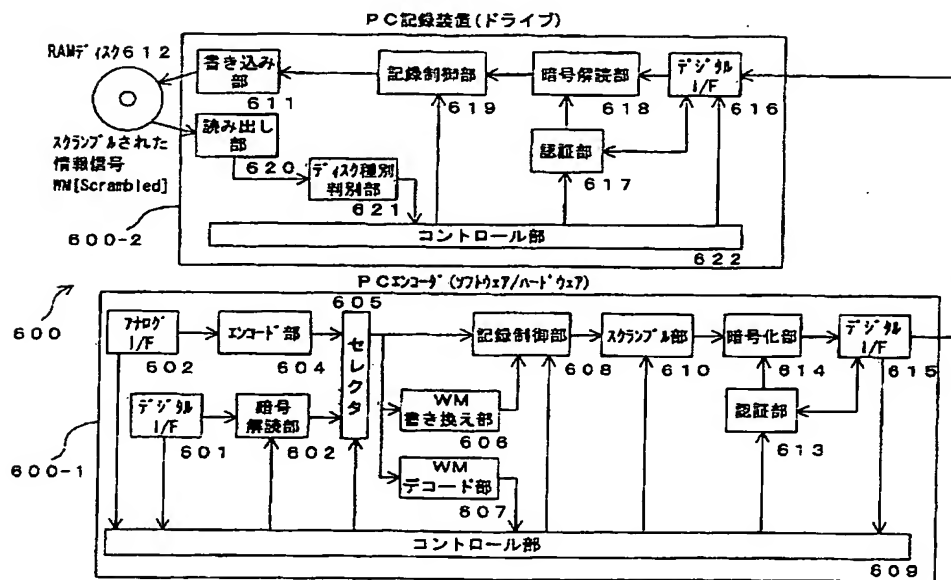 PC記録装置(ドライブ)
RAMディスク612
書き込み部
611
記録制御部
619
暗号解読部
618
デジタルI/F
616
読み出し部
620
スクランブルされた
情報信号
WM[Scrambled]
ディスク種別
判別部
621
認証部
617
600-2
コントロール部
622
PCエンコーダ(ソフトウェア/ハードウェア)
600
605
アナログ
I/F
602
エンコード部
604
セレクタ
記録制御部
608
スクランブル部
610
暗号化部
614
デジタル
I/F
615
デジタル
I/F
601
暗号
解読部
602
WM
書き換え部
606
認証部
613
600-1
WM
デコード部
607
コントロール部
609